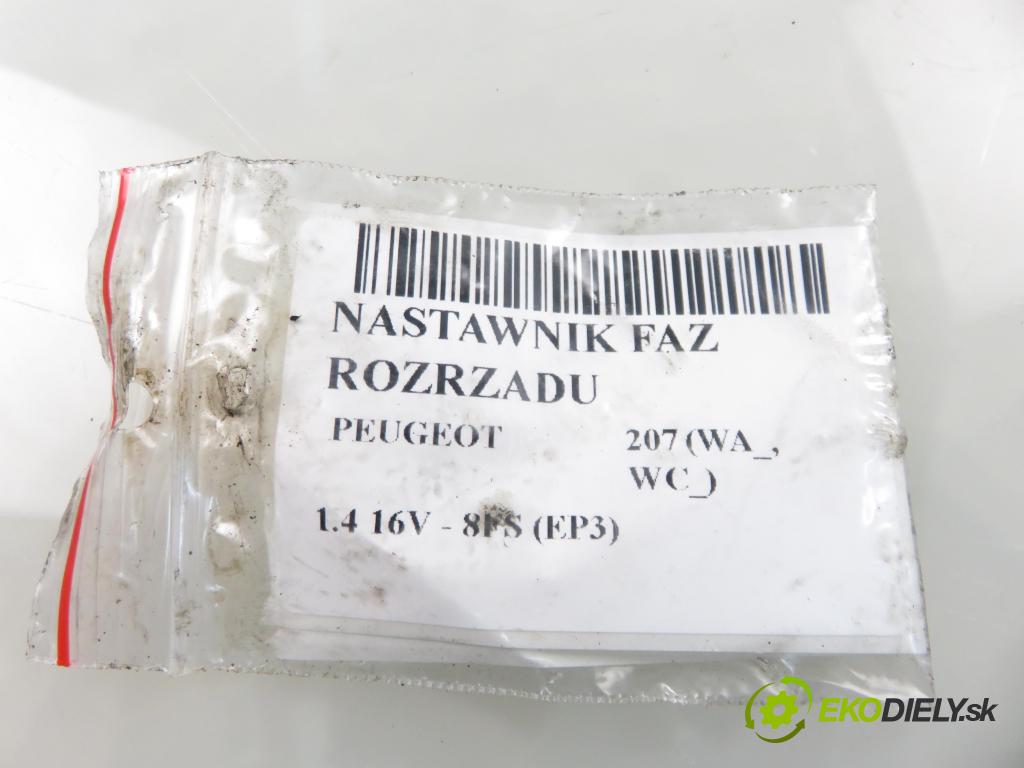 NASTAWNIK FAZ
ROZRZADU
PEUGEOT 207 (WA_,
WC_)
1.4 16V - 8FS (EP3)
EKODIELY.sk